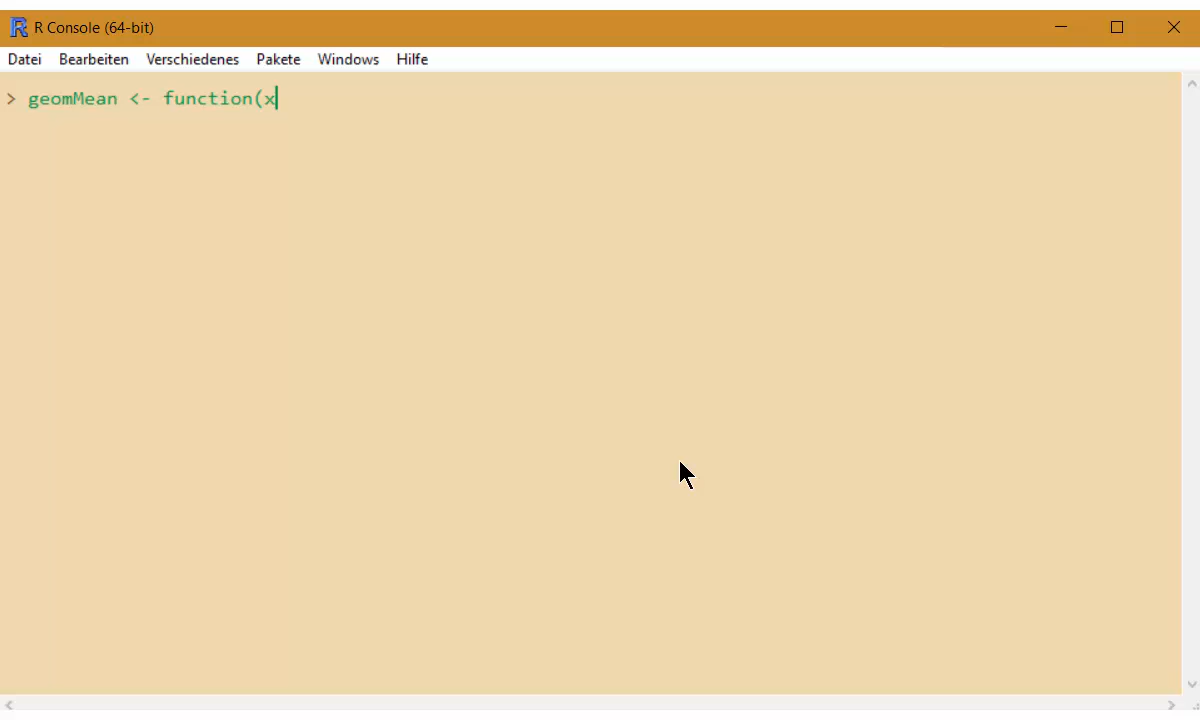 R Console (64-bit)
Datei Bearbeiten Verschiedenes Pakete Windows Hilfe
> geomMean <- function(x